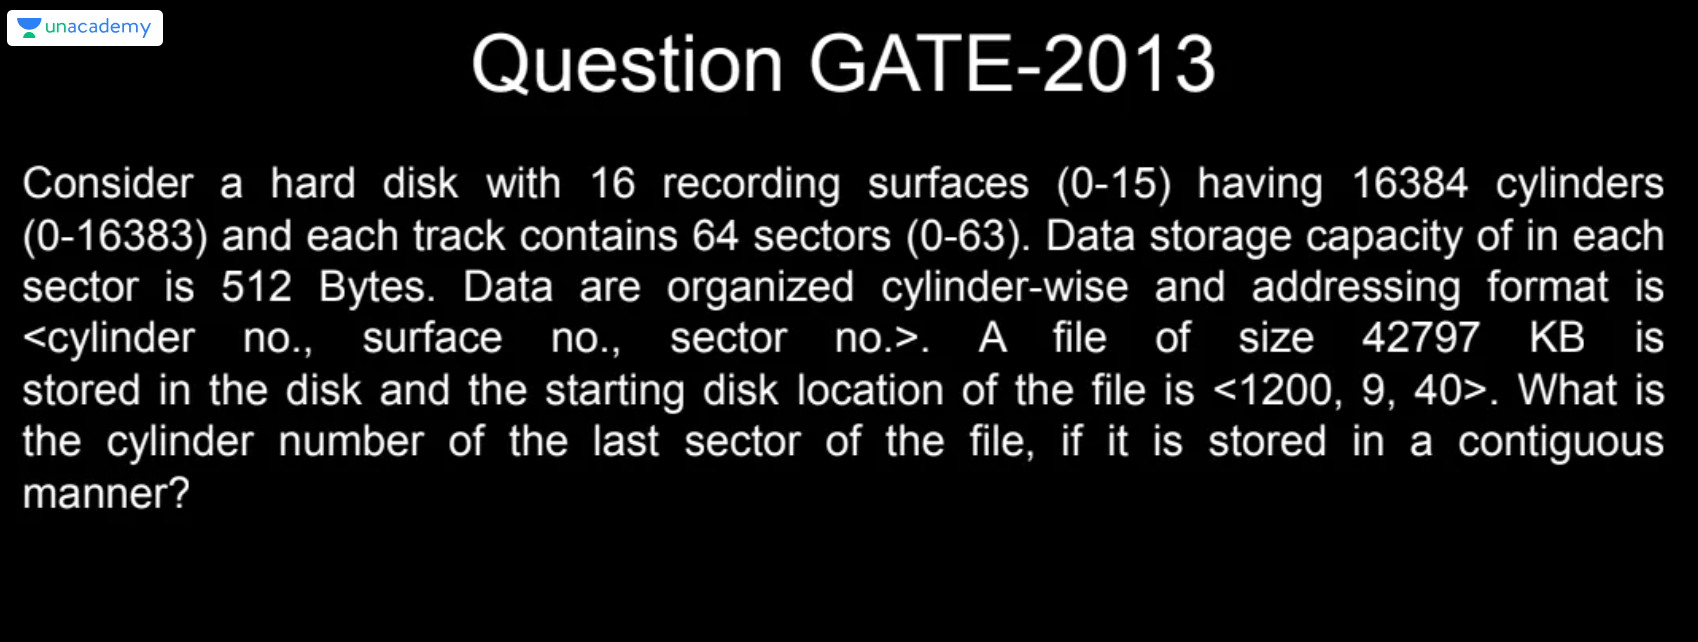 unacademy
Question GATE-2013
Consider a hard disk with 16 recording surfaces (0-15) having 16384 cylinders
(0-16383) and each track contains 64 sectors (0-63). Data storage capacity of in each
sector is 512 Bytes. Data are organized cylinder-wise and addressing format is
<cylinder no., surface no., sector no.>. A file of size 42797 KB is
stored in the disk and the starting disk location of the file is <1200, 9, 40>. What is
the cylinder number of the last sector of the file, if it is stored in a contiguous
manner?